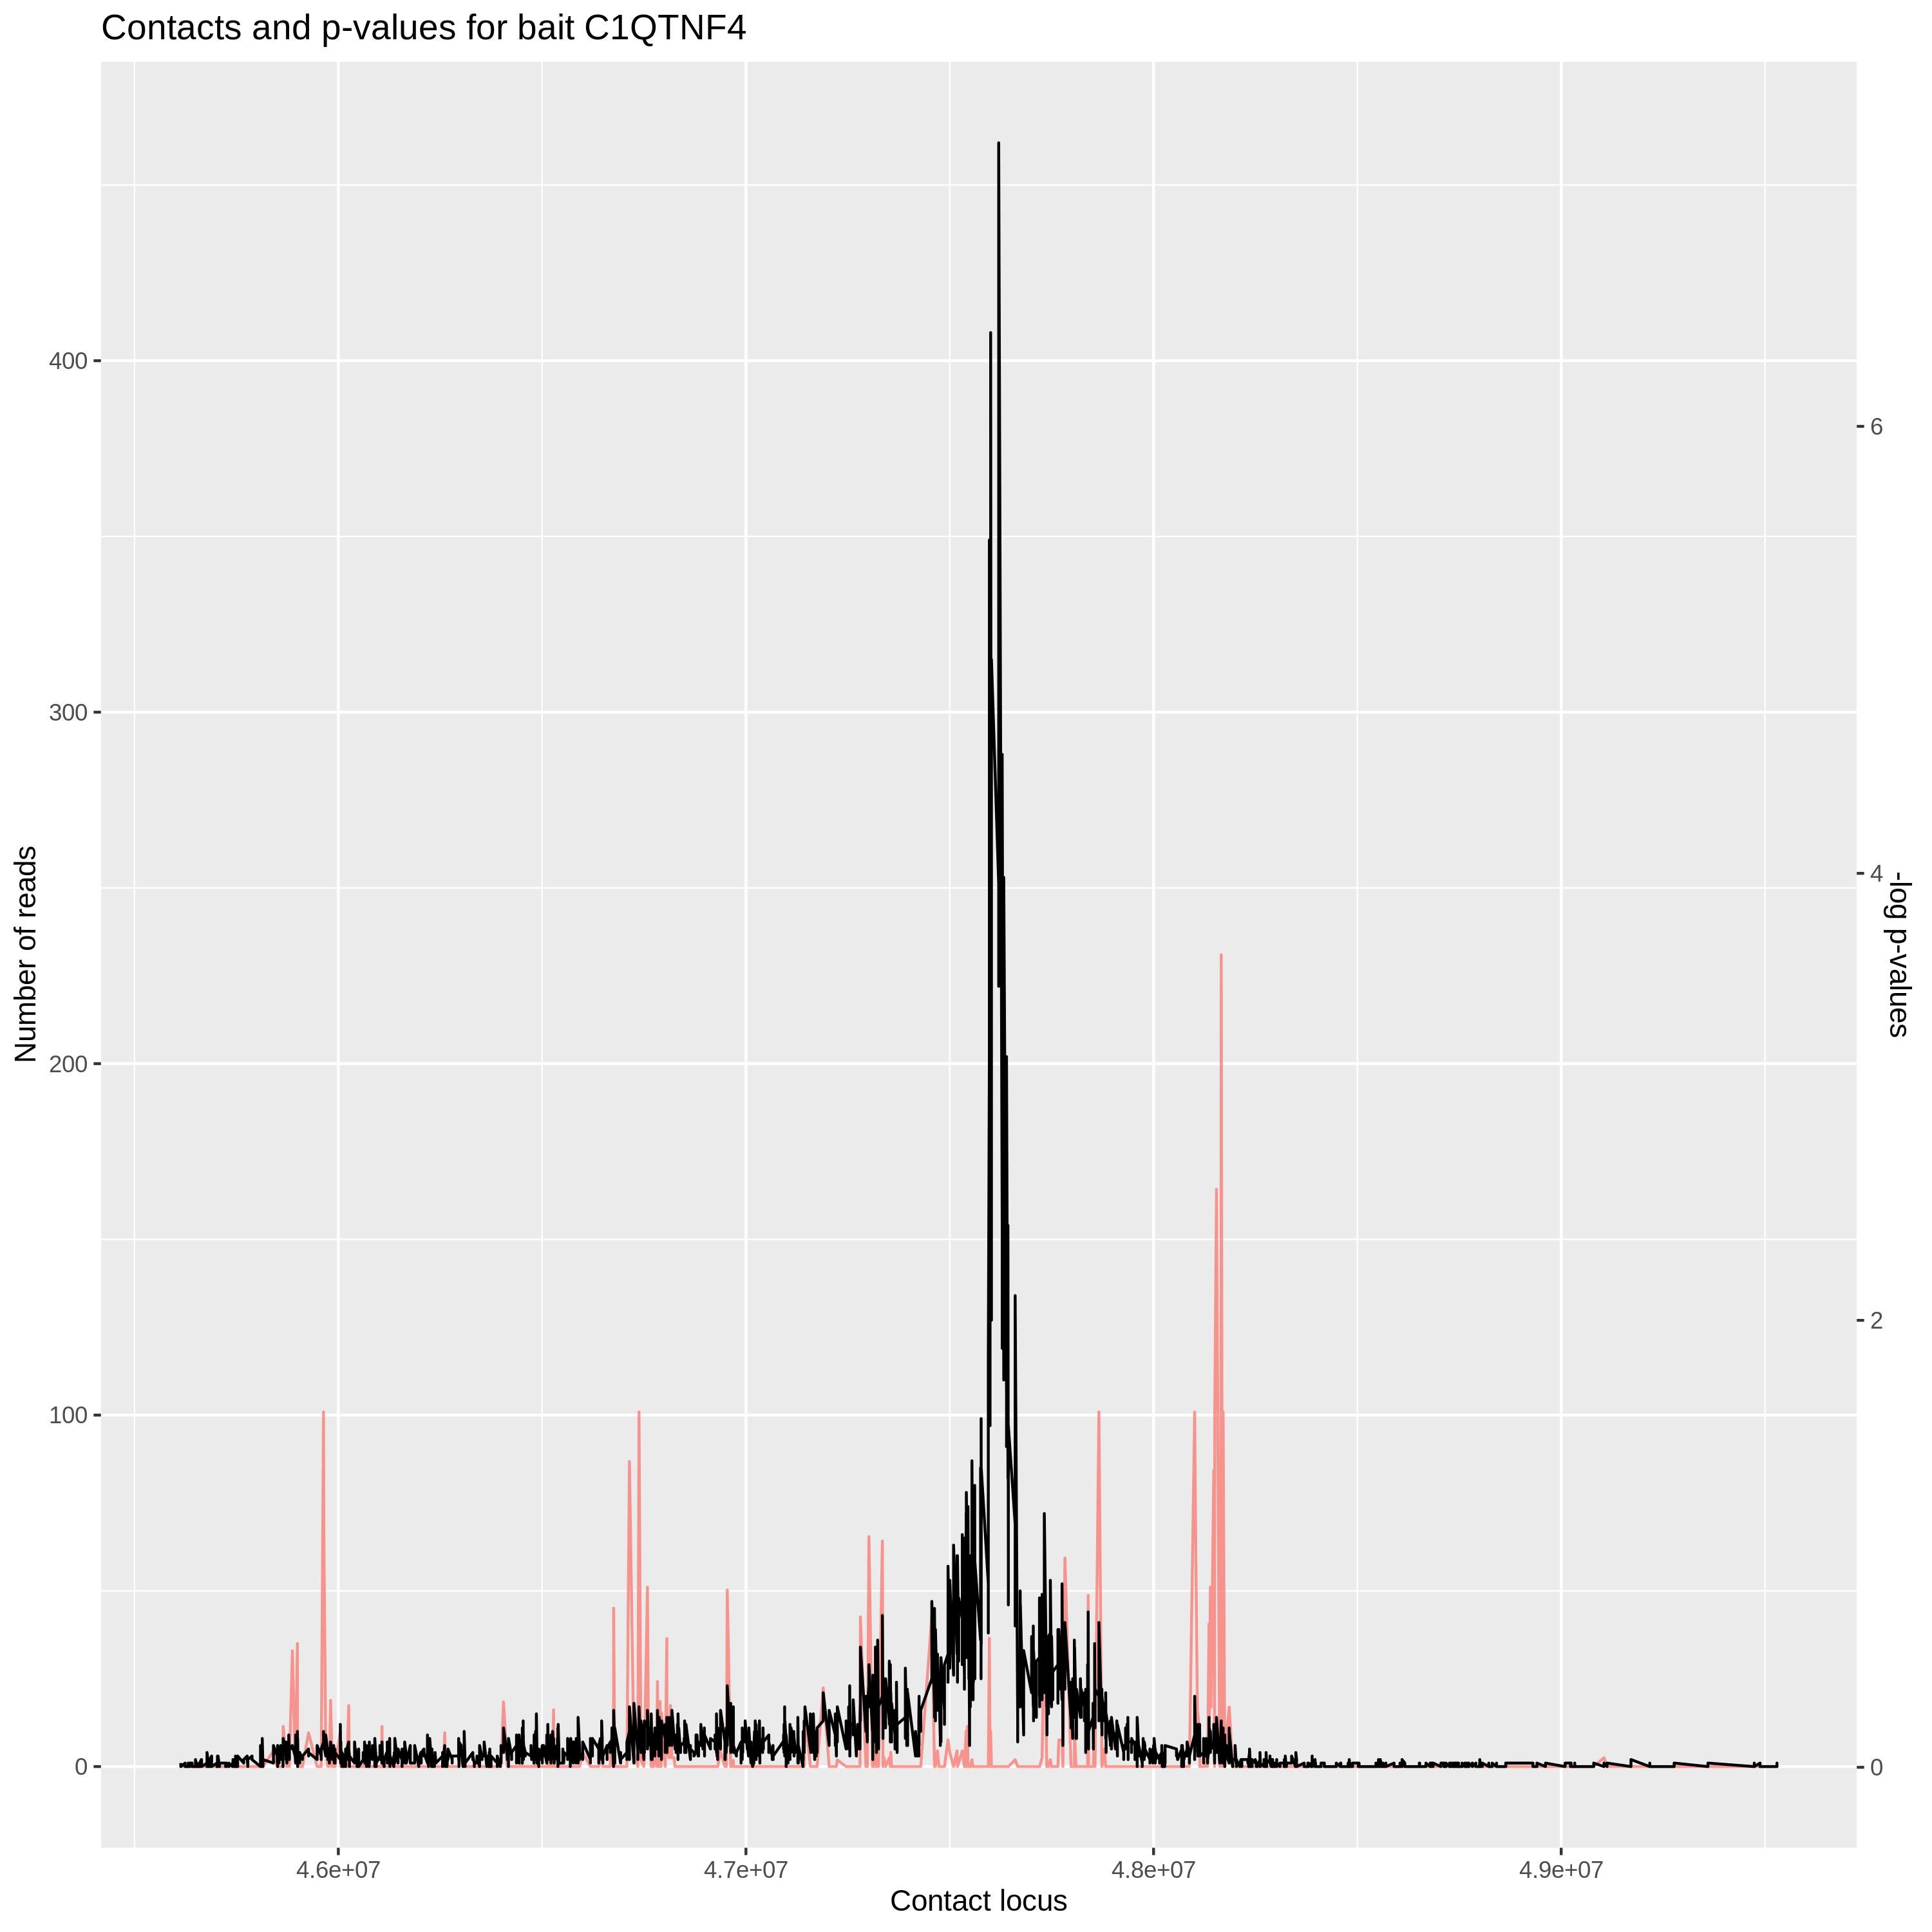 Contacts and p-values for bait C1QTNF4
Number of reads
400
300
200
100
0
6
4
2
0
-log p-values
4.6e+07
4.7e+07
4.8e+07
4.9e+07
Contact locus